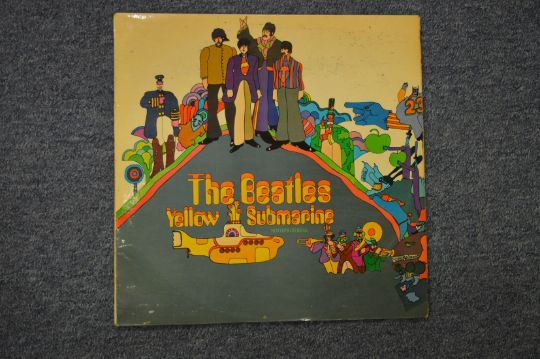 The Beatles
Yellow Submarine